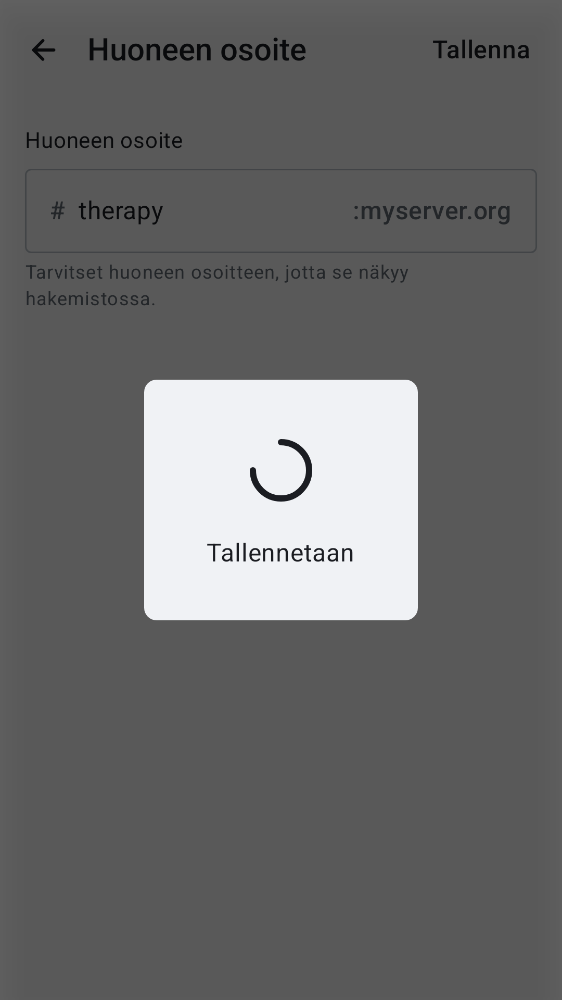 Huoneen osoite
Tallenna
Huoneen osoite
# therapy :myserver.org
Tarvitset huoneen osoitteen, jotta se näkyy
hakemistossa.
Tallennetaan